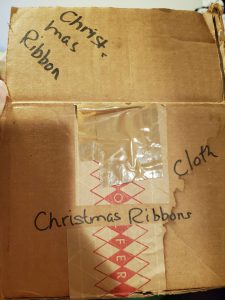 Christ-
mas
Ribbon
Cloth
Christmas Ribbons
O
F
E
R